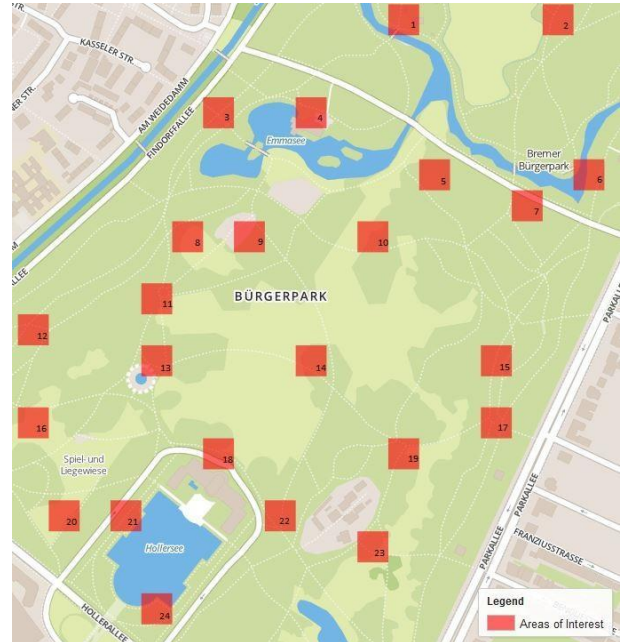 1
2
KASSELER STR.
ER STR.
AM WEIDEDAMM
FINDORFFALLEE
3
4
Emmasee
Bremer
Bürgerpark
5
6
7
8
9
10
M
ALLEE
BÜRGERPARK
11
12
PARKALLEE
13
14
15
16
17
Spiel-und
Liegewiese
18
19
20
21
22
PARKALLEE
PARKALLEE
Hollersee
23
FRANZIUSSTRASSE
HOLLERALLEE
24
Legend
Areas of Interest